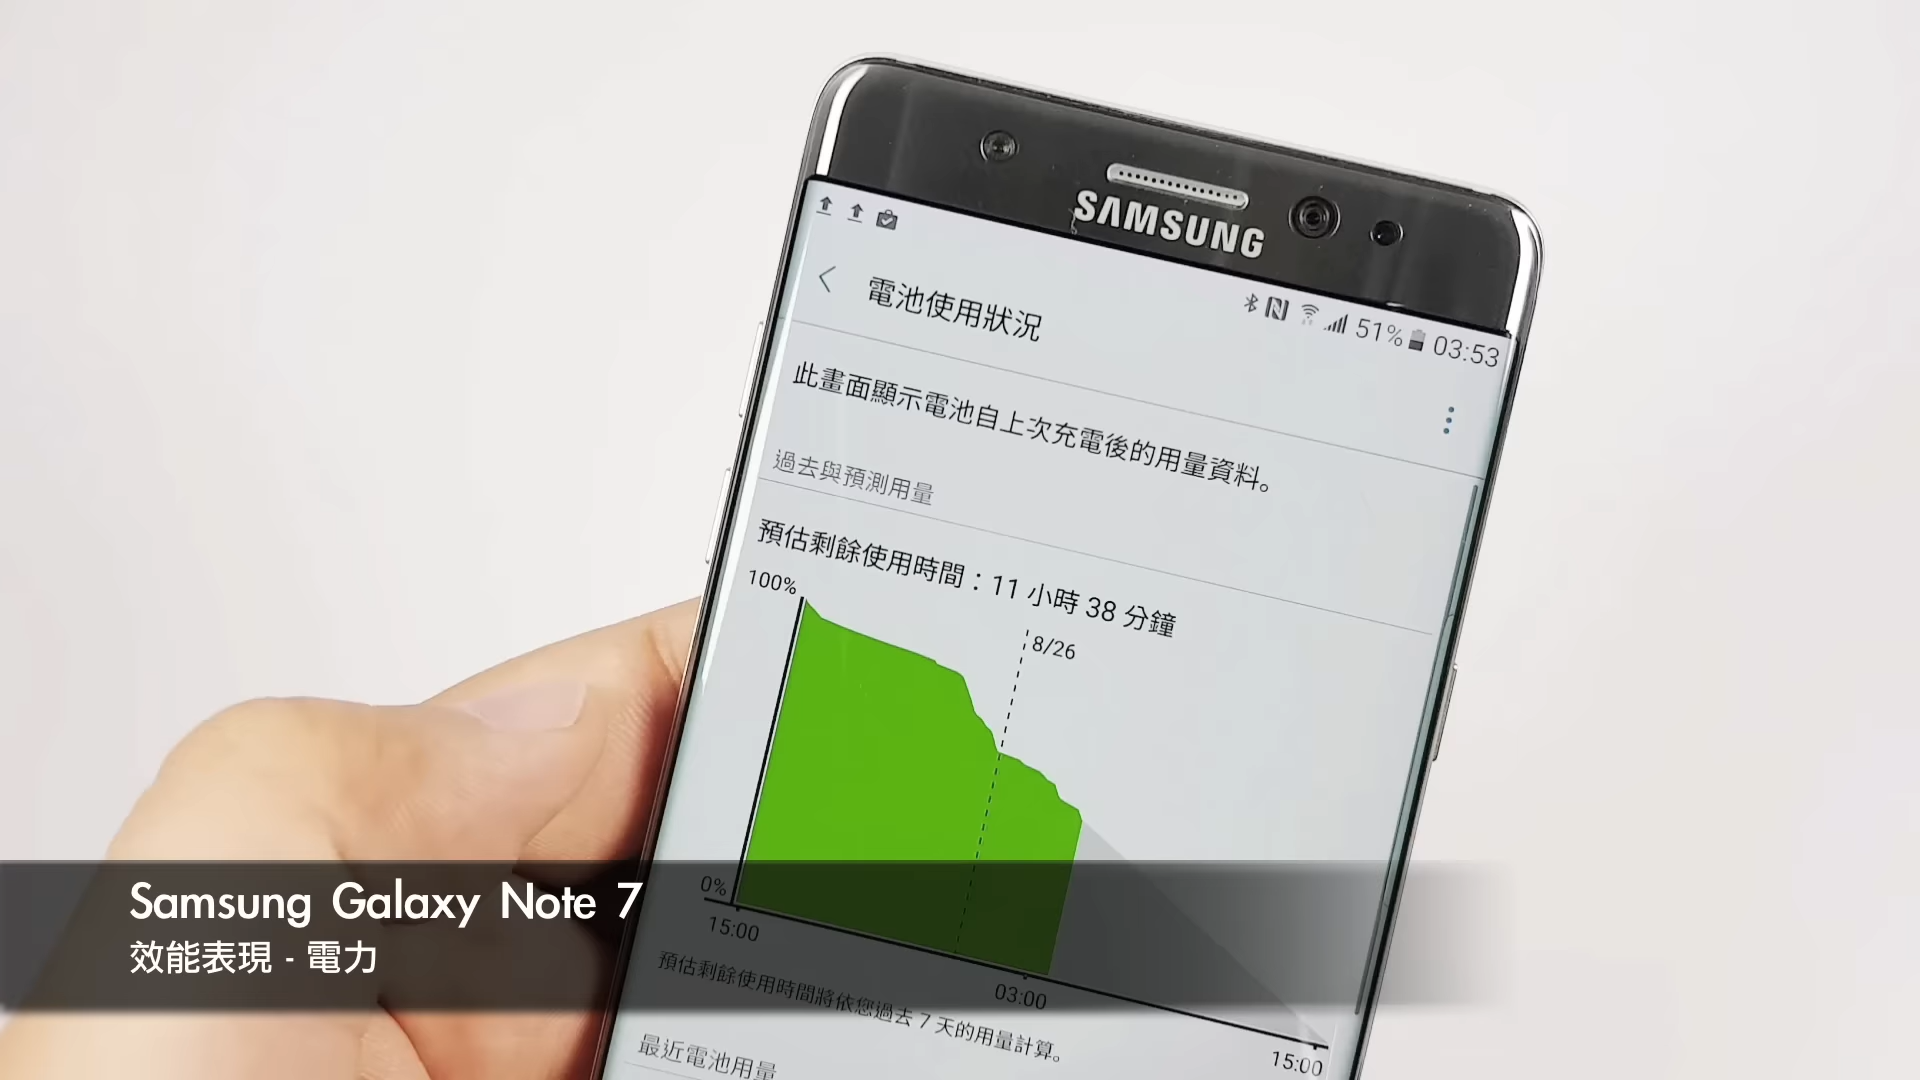 SAMSUNG
51% 03:53
電池使用狀況
此畫面顯示電池自上次充電後的用量資料。
過去與預測用量
預估剩餘使用時間：11 小時 38 分鐘
100%
8/26
0%
15:00
03:00
15:00
預估剩餘使用時間將依您過去 7 天的用量計算。
最近電池用量
Samsung Galaxy Note 7
效能表現 - 電力